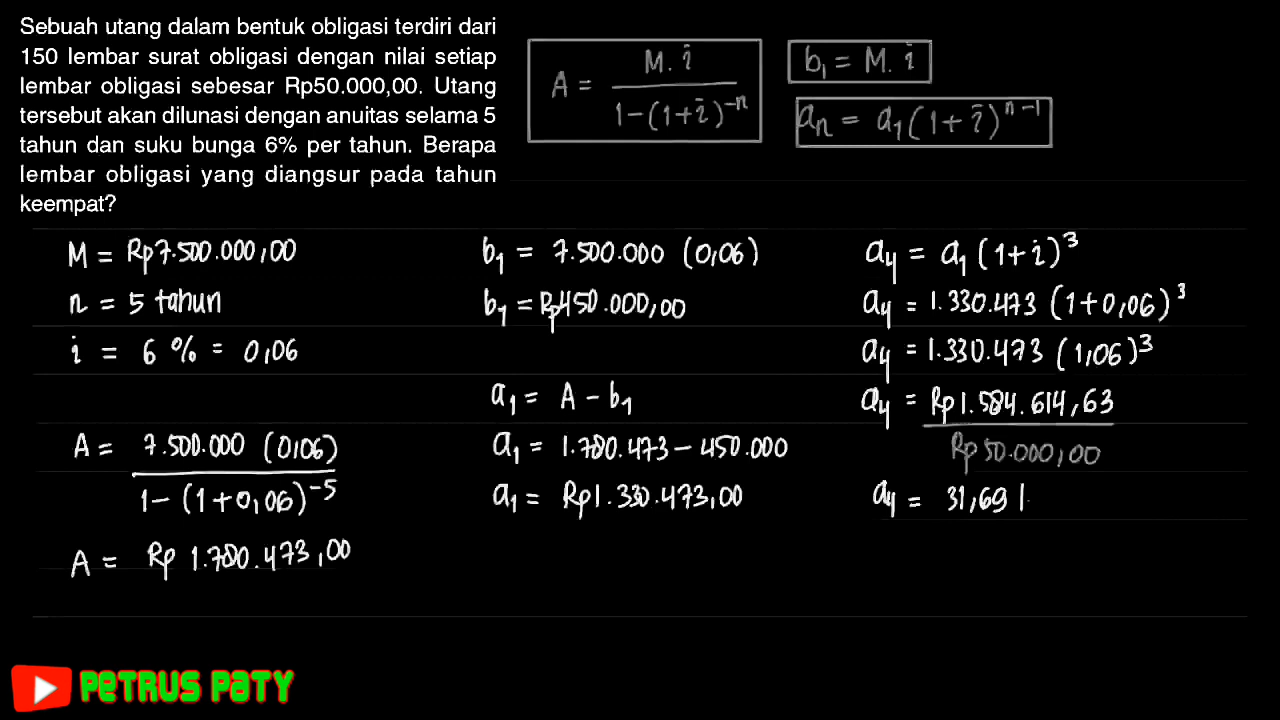 Sebuah utang dalam bentuk obligasi terdiri dari
150 lembar surat obligasi dengan nilai setiap
lembar obligasi sebesar Rp50.000,00. Utang
tersebut akan dilunasi dengan anuitas selama 5
tahun dan suku bunga 6% per tahun. Berapa
lembar obligasi yang diangsur pada tahun
keempat?
A = M. i / 1-(1+i)^-n
b₁ = M. i
aₙ = a₁(1+i)^n-1
M = Rp7.500.000,00
n = 5 tahun
i = 6 % = 0,06
A = 7.500.000 (0,06) / 1-(1+0,06)^-5
A = Rp 1.780.473,00
b₁ = 7.500.000 (0,06)
b₁ = Rp450.000,00
a₁ = A - b₁
a₁ = 1.780.473 - 450.000
a₁ = Rp1.330.473,00
a₄ = a₁ (1+i)³
a₄ = 1.330.473 (1+0,06)³
a₄ = 1.330.473 (1,06)³
a₄ = Rp1.584.614,63 / Rp50.000,00
a₄ = 31,69 l
PETRUS PATY